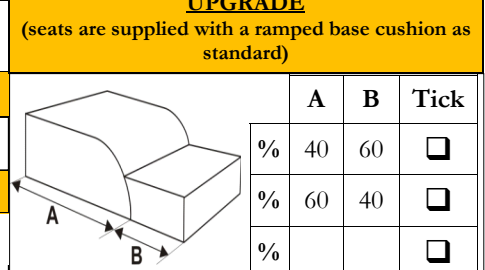 UPGRADE
(seats are supplied with a ramped base cushion as
standard)
A B Tick
% 40 60 ❑
% 60 40 ❑
% ❑
A
B